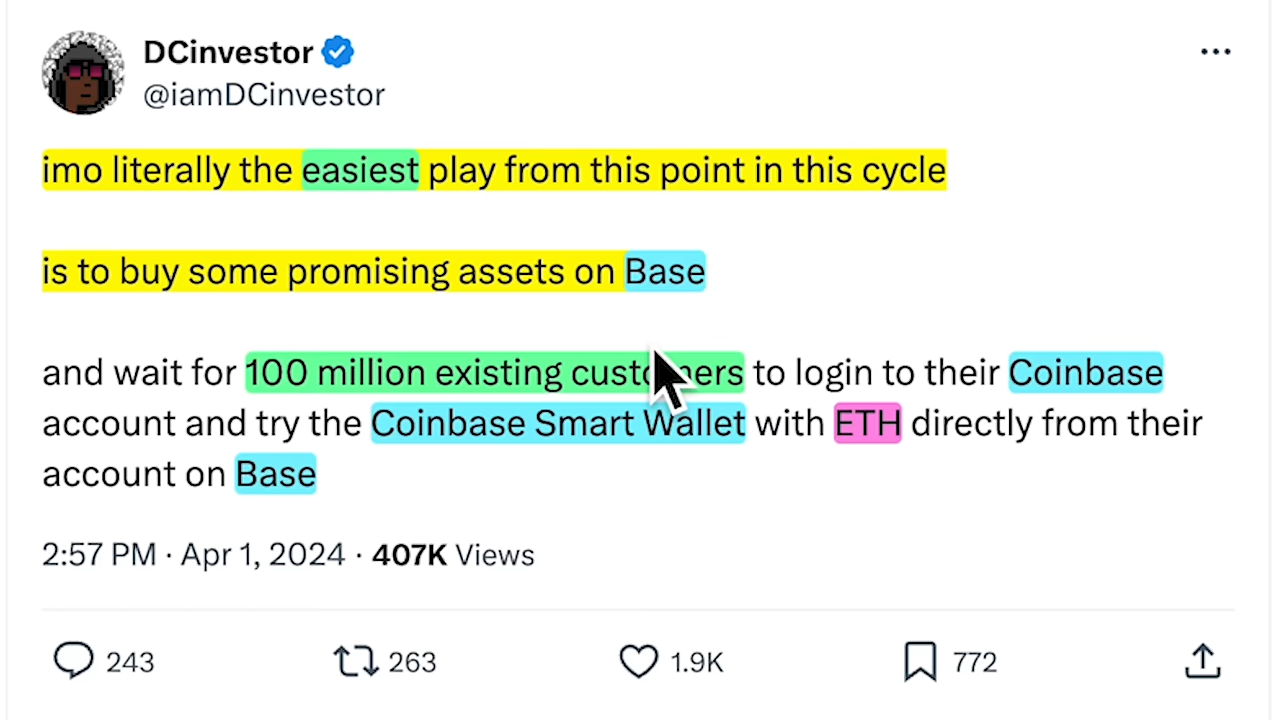 DCinvestor
@iamDCinvestor
imo literally the easiest play from this point in this cycle
is to buy some promising assets on Base
and wait for 100 million existing customers to login to their Coinbase
account and try the Coinbase Smart Wallet with ETH directly from their
account on Base
2:57 PM · Apr 1, 2024 · 407K Views
243 263 1.9K 772